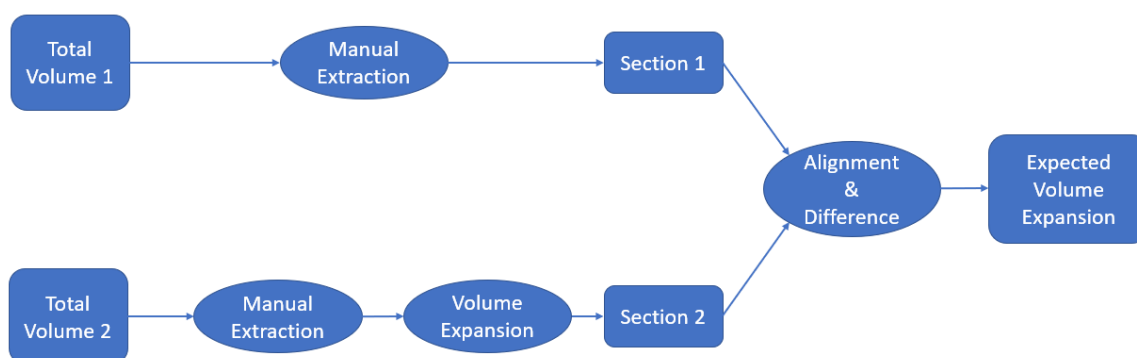 Total
Volume 1
Manual
Extraction
Section 1
Alignment
&
Difference
Expected
Volume
Expansion
Total
Volume 2
Manual
Extraction
Volume
Expansion
Section 2